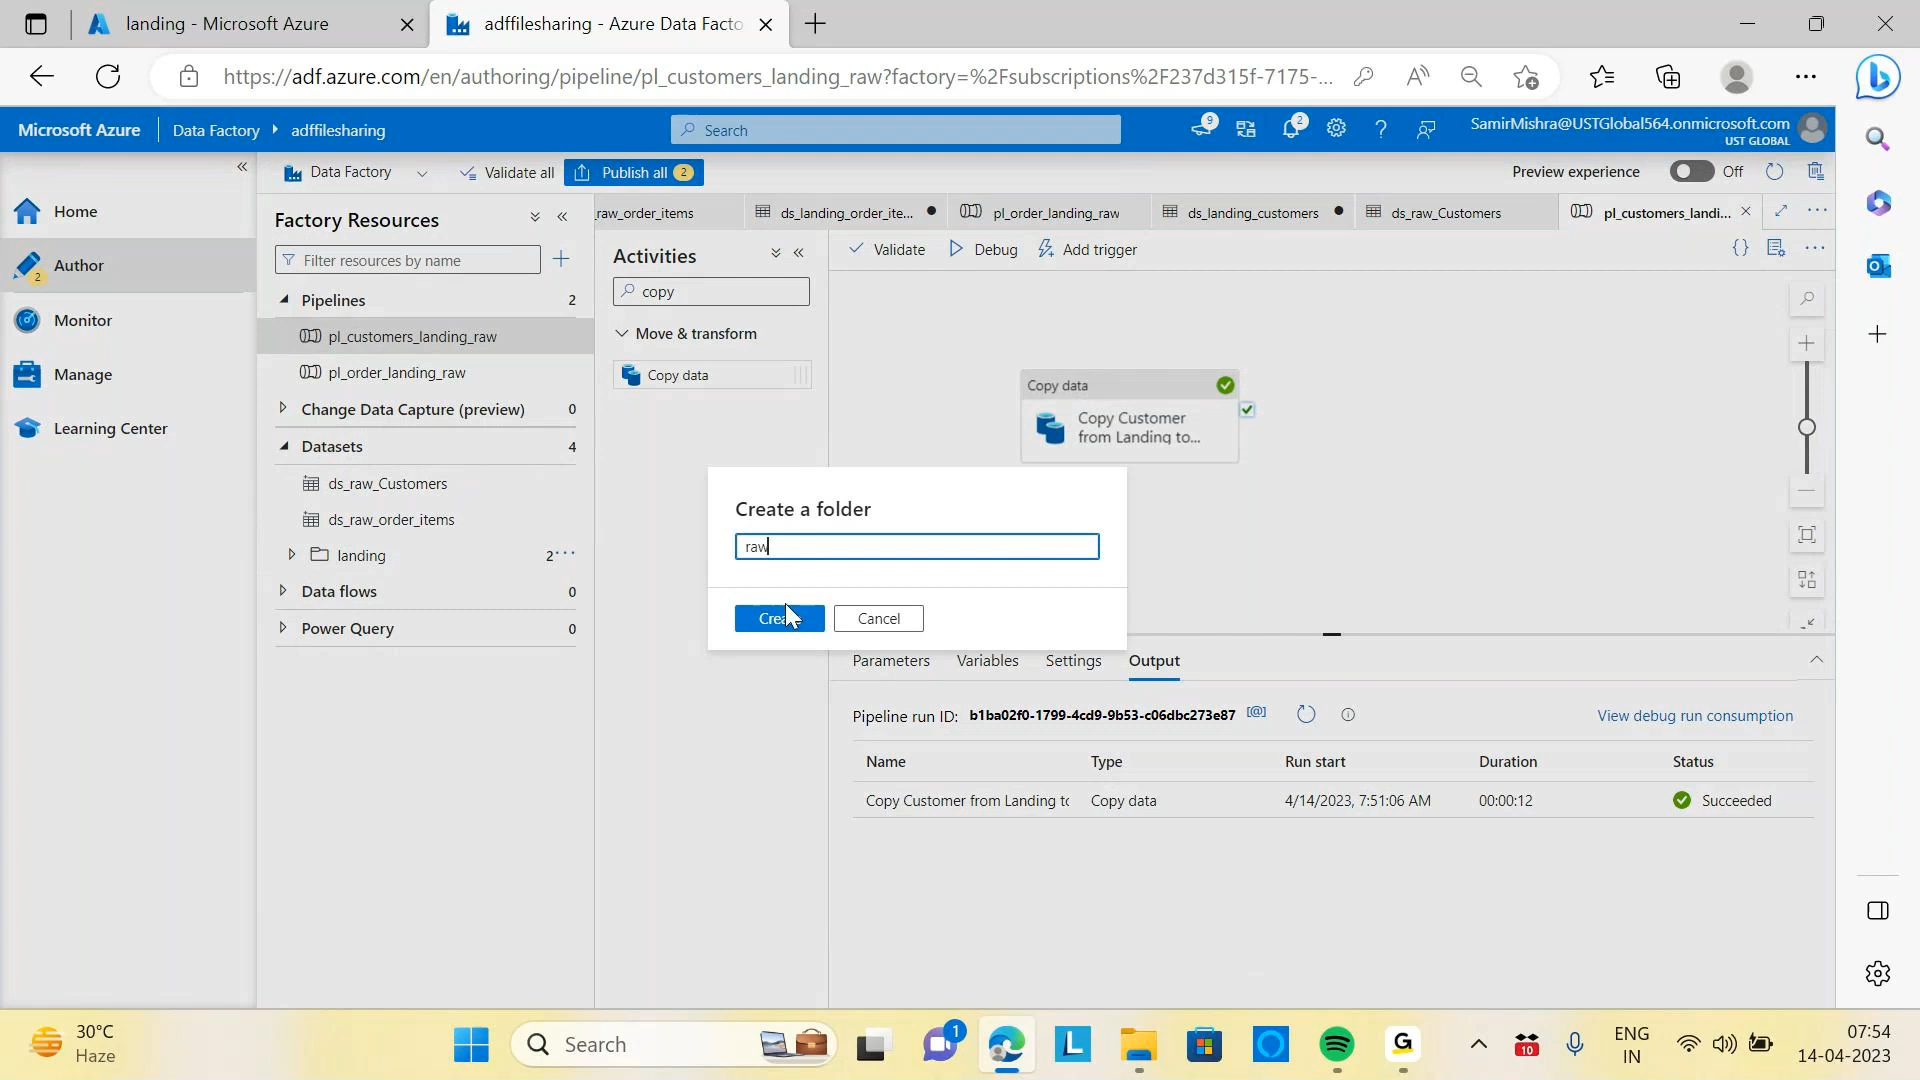 landing - Microsoft Azure
adffilesharing - Azure Data Facto
https://adf.azure.com/en/authoring/pipeline/pl_customers_landing_raw?factory=%2Fsubscriptions%2F237d315f-7175-...
Microsoft Azure
Data Factory
adffilesharing
Search
9
2
SamirMishra@USTGlobal564.onmicrosoft.com
UST GLOBAL
Data Factory
Validate all
Publish all 2
Preview experience
Off
Home
Author
2
Monitor
Manage
Learning Center
Factory Resources
Filter resources by name
Pipelines 2
pl_customers_landing_raw
pl_order_landing_raw
Change Data Capture (preview) 0
Datasets 4
ds_raw_Customers
ds_raw_order_items
landing 2 ...
Data flows 0
Power Query 0
raw_order_items
ds_landing_order_ite...
pl_order_landing_raw
ds_landing_customers
ds_raw_Customers
pl_customers_landi...
Activities
copy
Move & transform
Copy data
Validate
Debug
Add trigger
Copy data
Copy Customer
from Landing to...
Create a folder
raw
Cancel
Parameters
Variables
Settings
Output
Pipeline run ID: b1ba02f0-1799-4cd9-9b53-c06dbc273e87
View debug run consumption
Name Type Run start Duration Status
Copy Customer from Landing to Copy data 4/14/2023, 7:51:06 AM 00:00:12 Succeeded
30°C
Haze
Search
1
L
G
10
ENG
IN
07:54
14-04-2023